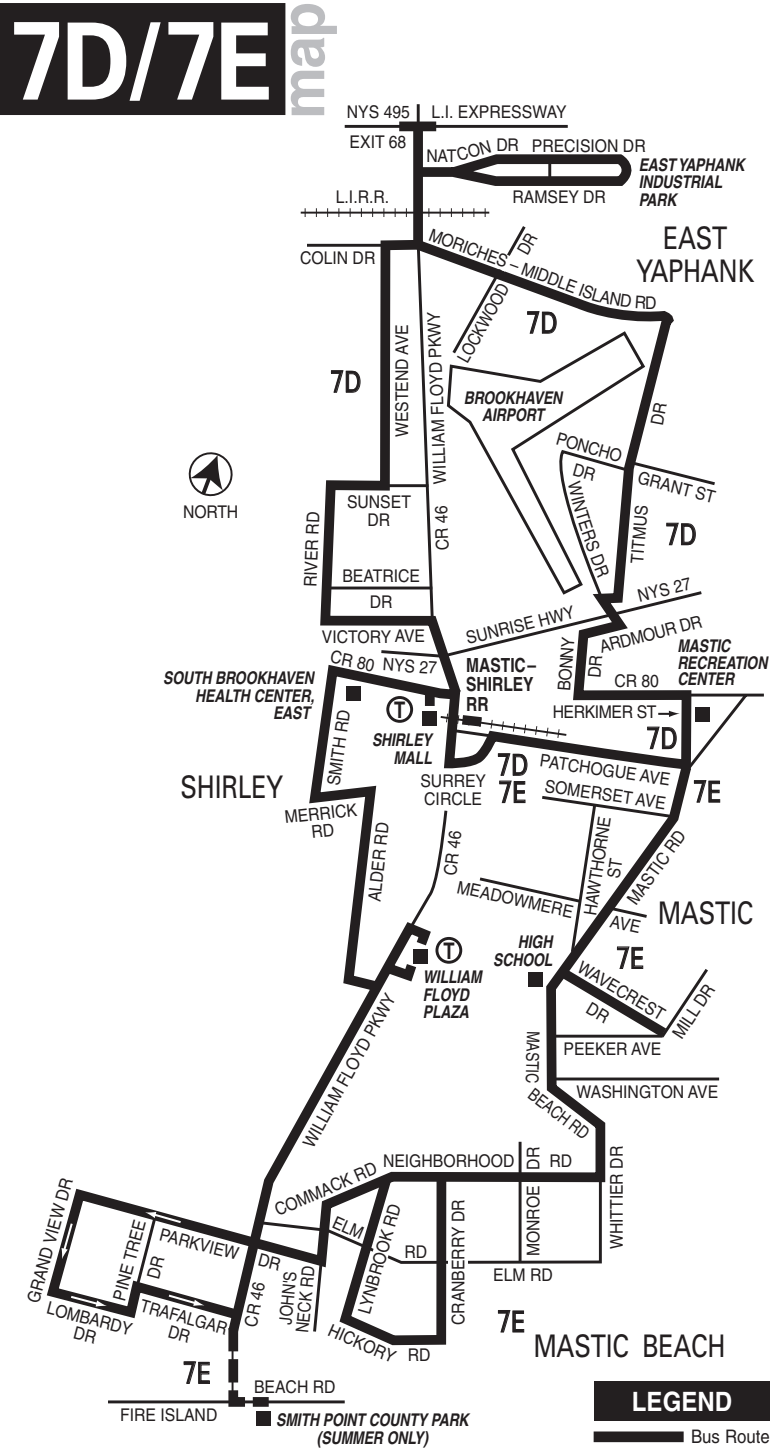 7D/7E map
NYS 495 L.I. EXPRESSWAY
EXIT 68
NATCON DR PRECISION DR
EAST YAPHANK
INDUSTRIAL
PARK
RAMSEY DR
L.I.R.R.
COLIN DR
MORICHES – MIDDLE ISLAND RD
EAST
YAPHANK
LOCKWOOD DR
7D
7D
WESTEND AVE
WILLIAM FLOYD PKWY
BROOKHAVEN
AIRPORT
NORTH
PONCHO
DR
DR
GRANT ST
SUNSET
DR
CR 46
WINTERS DR
TITMUS
7D
RIVER RD
BEATRICE
DR
NYS 27
SUNRISE HWY
VICTORY AVE
BONNY
DR
ARDMOUR DR
MASTIC
RECREATION
CENTER
CR 80
NYS 27
MASTIC–
SHIRLEY
RR
CR 80
SOUTH BROOKHAVEN
HEALTH CENTER,
EAST
T
HERKIMER ST
SMITH RD
SHIRLEY
MALL
7D
7D
7E
PATCHOGUE AVE
SHIRLEY
SURREY
CIRCLE
7E
SOMERSET AVE
MERRICK
RD
ALDER RD
CR 46
HAWTHORNE
ST
MASTIC RD
MEADOWMERE
AVE
MASTIC
T
HIGH
SCHOOL
7E
WILLIAM
FLOYD
PLAZA
WAVECREST
DR
MILL DR
WILLIAM FLOYD PKWY
MASTIC
BEACH RD
PEEKER AVE
WASHINGTON AVE
COMMACK RD
NEIGHBORHOOD RD
MONROE DR
WHITTIER DR
GRAND VIEW DR
PINE TREE
DR
PARKVIEW
DR
ELM
RD
LYNBROOK RD
CRANBERRY DR
ELM RD
LOMBARDY
DR
TRAFALGAR
DR
CR 46
JOHN'S
NECK RD
HICKORY RD
7E
MASTIC BEACH
7E
BEACH RD
FIRE ISLAND
SMITH POINT COUNTY PARK
(SUMMER ONLY)
LEGEND
Bus Route